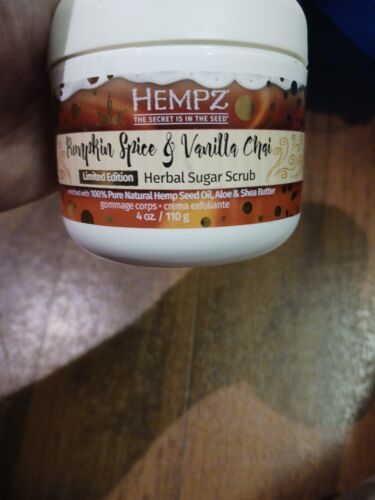 HEMPZ
THE SECRET IS IN THE SEED®
Pumpkin Spice & Vanilla Chai
Limited Edition Herbal Sugar Scrub
enriched with 100% Pure Natural Hemp Seed Oil, Aloe & Shea Butter
gommage corps • crema exfoliante
4 oz. / 110 g